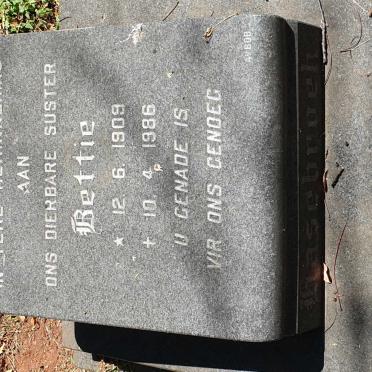 AAN
ONS DIERBARE SUSTER
Bettie
★ 12. 6. 1909
+ 10. 4. 1986
U GENADE IS
VIR ONS GENOEG